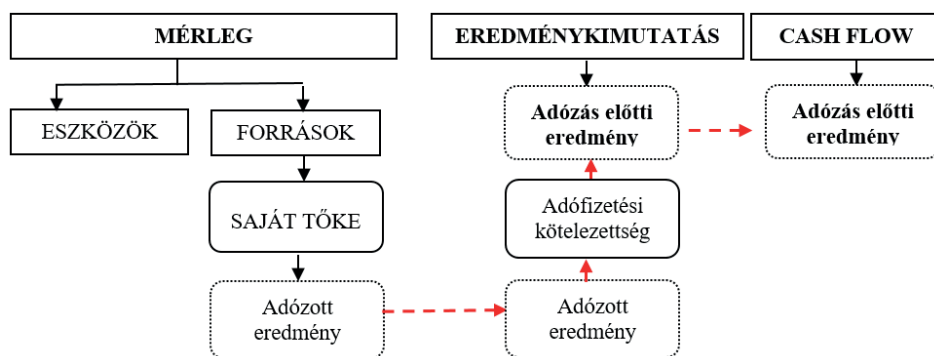 MÉRLEG
EREDMÉNYKIMUTATÁS
CASH FLOW
ESZKÖZÖK
FORRÁSOK
Adózás előtti
eredmény
Adózás előtti
eredmény
SAJÁT TŐKE
Adófizetési
kötelezettség
Adózott
eredmény
Adózott
eredmény